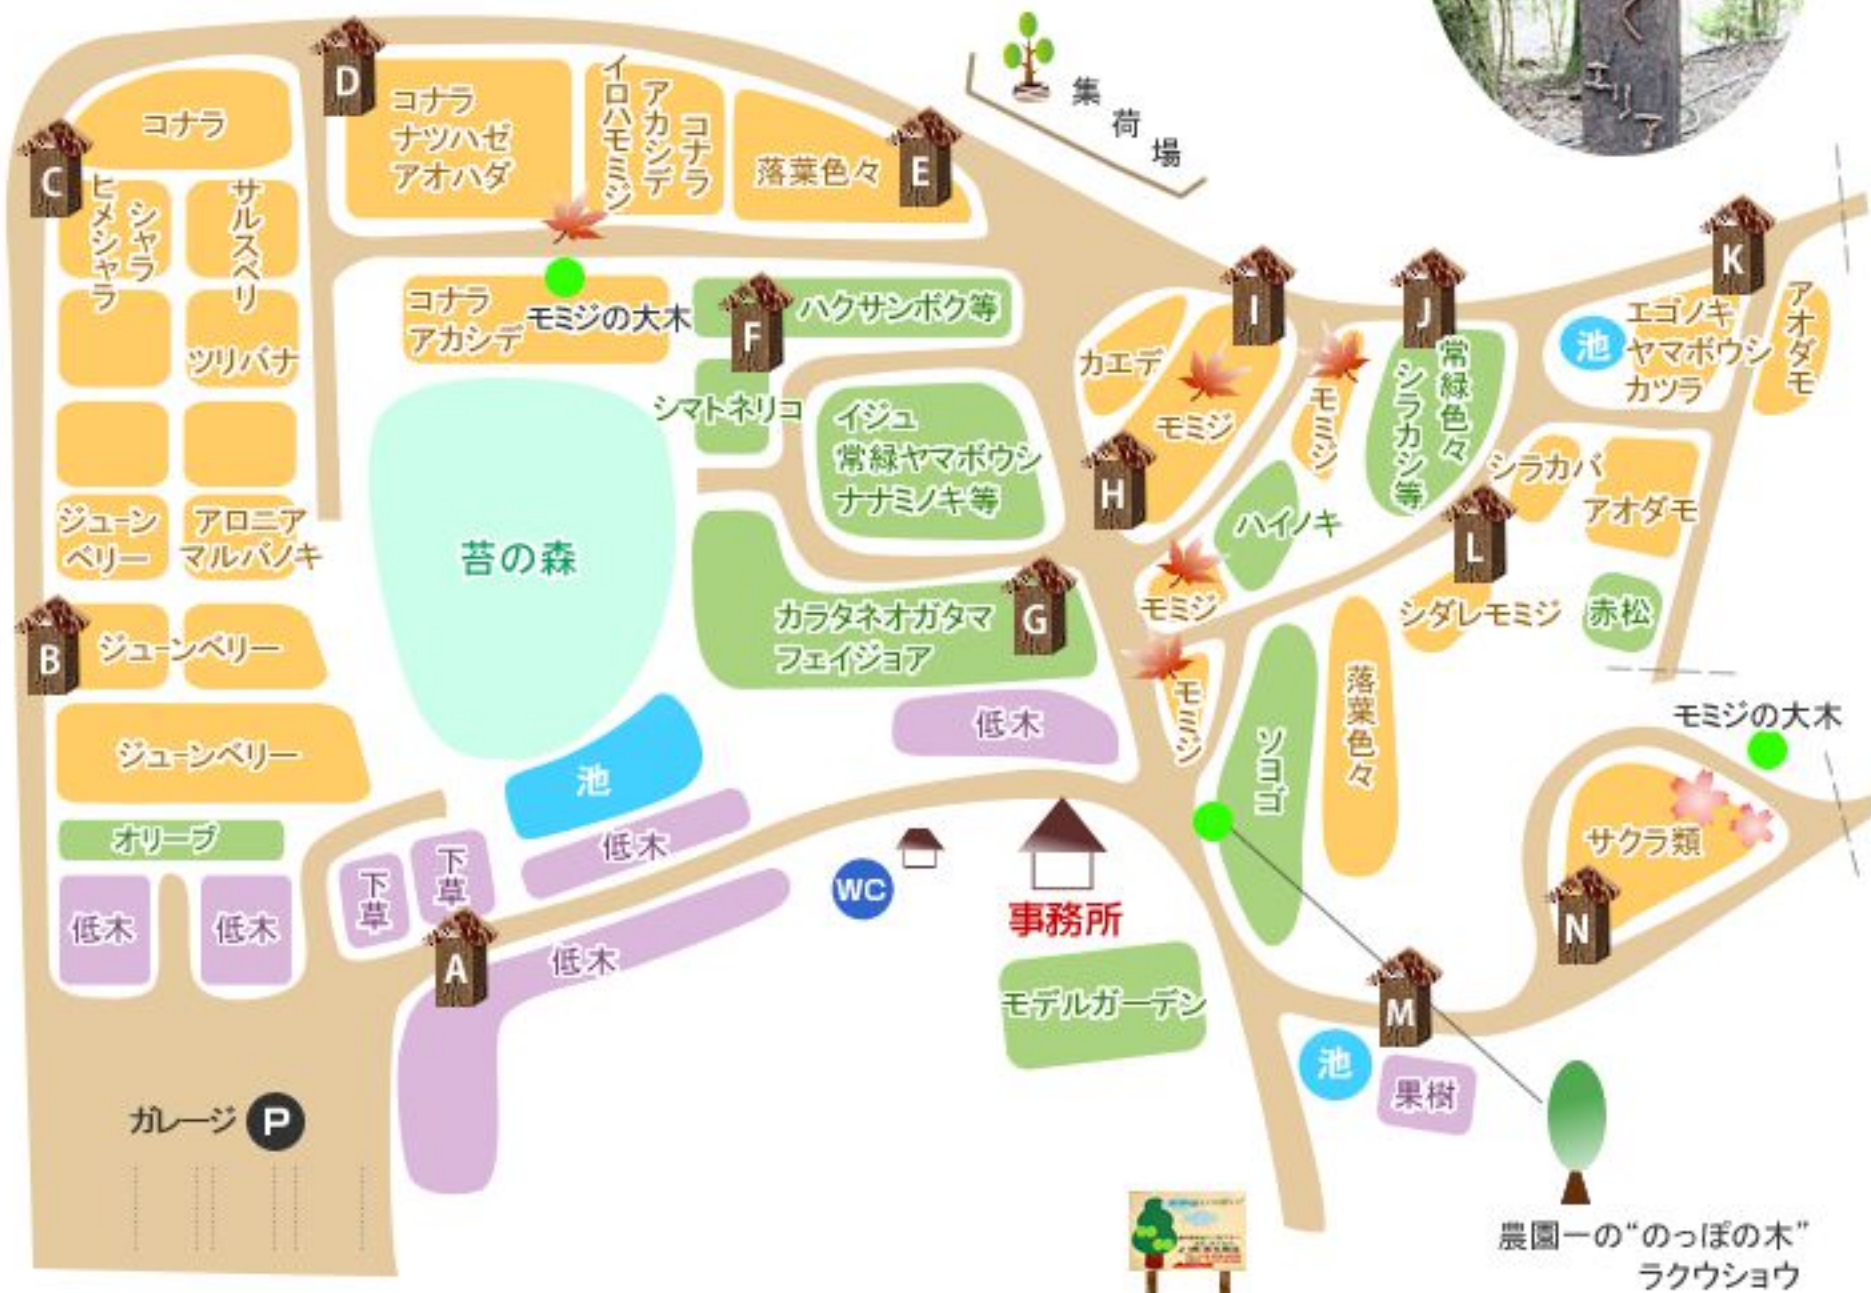 く
エリア
D
コナラ
ナツハゼ
アオハダ
イロハモミジ
アカシデ
コナラ
落葉色々
E
集荷場
コナラ
C
ヒメシャラ
シャラ
サルスベリ
ツリバナ
ジューン
ベリー
アロニア
マルバノキ
B
ジューンベリー
ジューンベリー
オリーブ
低木
低木
下草
下草
A
低木
低木
池
苔の森
コナラ
アカシデ
モミジの大木
F
ハクサンボク等
シマトネリコ
イジュ
常緑ヤマボウシ
ナナミノキ等
カラタネオガタマ
フェイジョア
G
低木
カエデ
I
モミジ
H
モミジ
J
常緑色々
シラカシ等
ハイノキ
モミジ
モミジ
K
池
エゴノキ
ヤマボウシ
カツラ
アオダモ
シラカバ
アオダモ
L
シダレモミジ
赤松
ソヨゴ
落葉色々
モミジの大木
サクラ類
N
M
池
果樹
WC
事務所
モデルガーデン
ガレージ P
農園一の“のっぽの木”
ラクウショウ